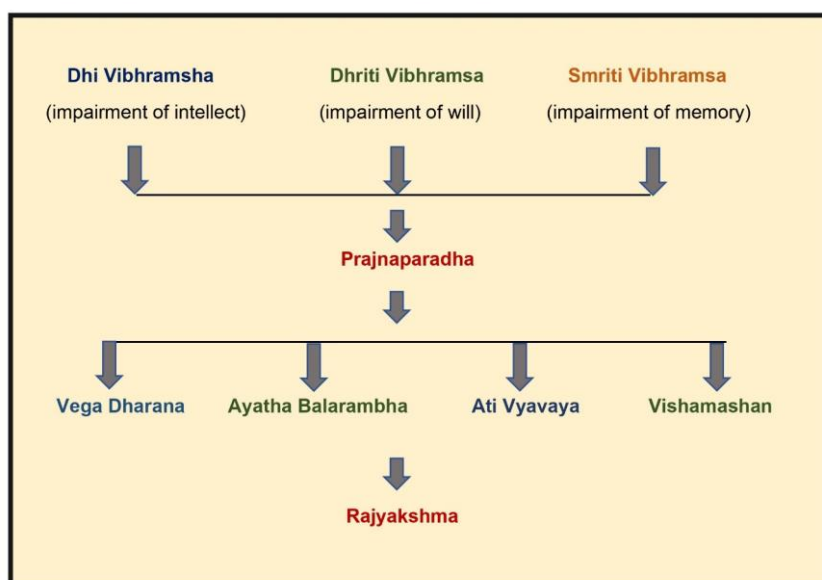 Dhi Vibhramsha Dhriti Vibhramsa Smriti Vibhramsa
(impairment of intellect) (impairment of will) (impairment of memory)
Prajnaparadha
Vega Dharana Ayatha Balarambha Ati Vyavaya Vishamashan
Rajyakshma